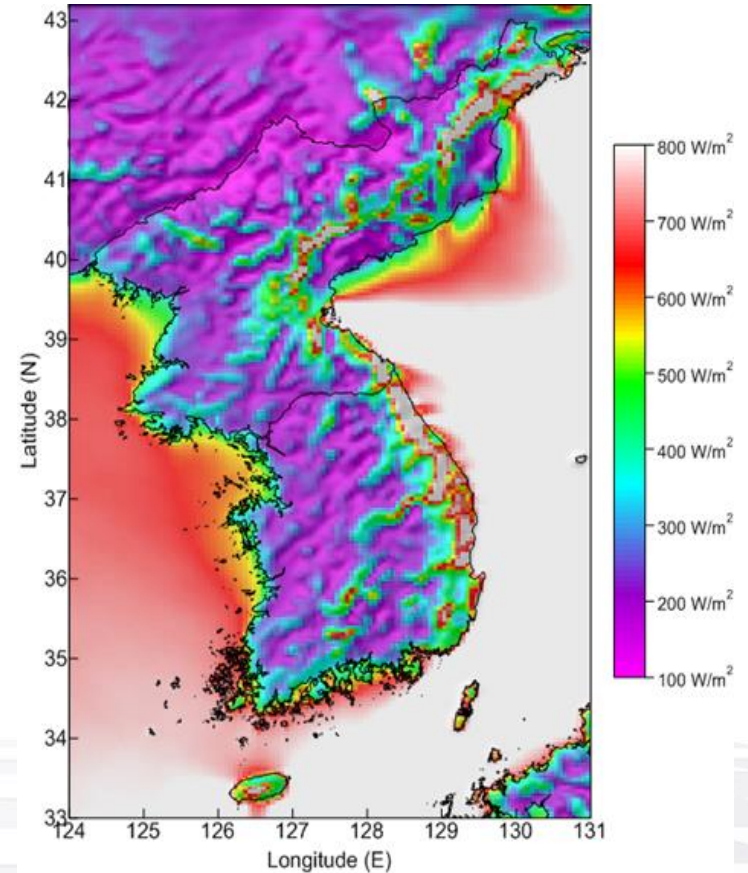 43
42
41
40
39
38
37
36
35
34
33
Latitude (N)
124 125 126 127 128 129 130 131
Longitude (E)
800 W/m²
700 W/m²
600 W/m²
500 W/m²
400 W/m²
300 W/m²
200 W/m²
100 W/m²